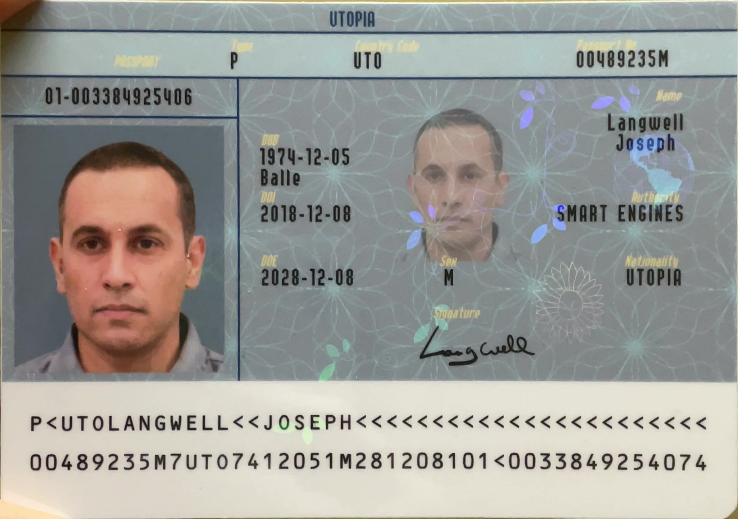 UTOPIA
PASSPORT Type Country Code Passport No
P UTO 00489235M
01-003384925406
Name
Langwell
Joseph
DOB
1974-12-05
Balle
DOI Authority
2018-12-08 SMART ENGINES
DOE Sex Nationality
2028-12-08 M UTOPIA
Signature
Langwell
P<UTOLANGWELL<<JOSEPH<<<<<<<<<<<<<<<<<<<<<<<
00489235M7UTO7412051M281208101<0033849254074